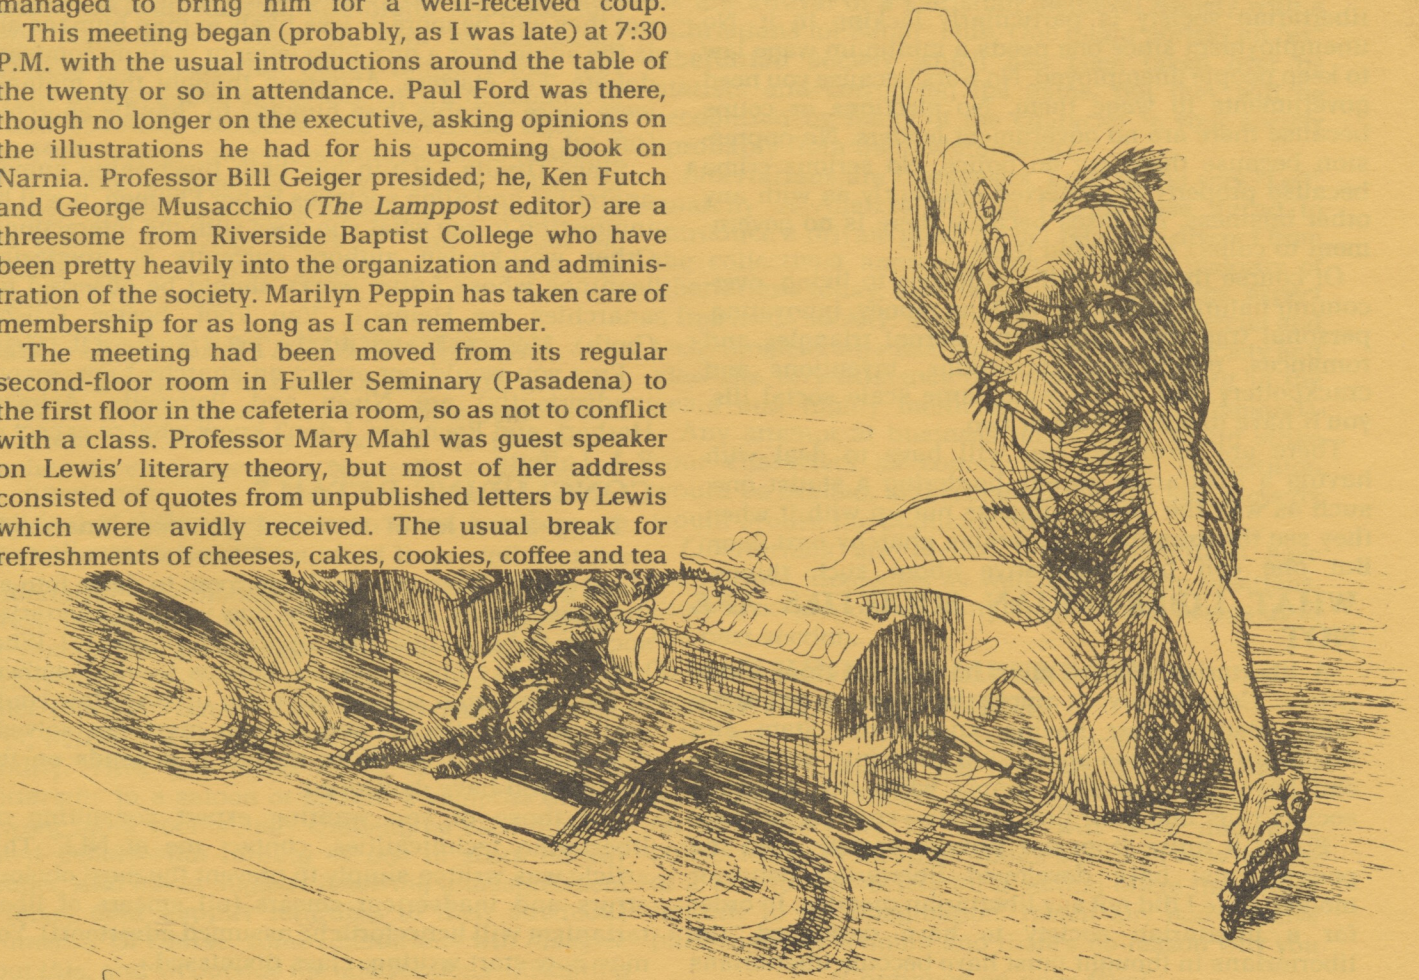 managed to bring him for a well-received coup.
This meeting began (probably, as I was late) at 7:30
P.M. with the usual introductions around the table of
the twenty or so in attendance. Paul Ford was there,
though no longer on the executive, asking opinions on
the illustrations he had for his upcoming book on
Narnia. Professor Bill Geiger presided; he, Ken Futch
and George Musacchio (The Lamppost editor) are a
threesome from Riverside Baptist College who have
been pretty heavily into the organization and adminis-
tration of the society. Marilyn Peppin has taken care of
membership for as long as I can remember.
The meeting had been moved from its regular
second-floor room in Fuller Seminary (Pasadena) to
the first floor in the cafeteria room, so as not to conflict
with a class. Professor Mary Mahl was guest speaker
on Lewis' literary theory, but most of her address
consisted of quotes from unpublished letters by Lewis
which were avidly received. The usual break for
refreshments of cheeses, cakes, cookies, coffee and tea